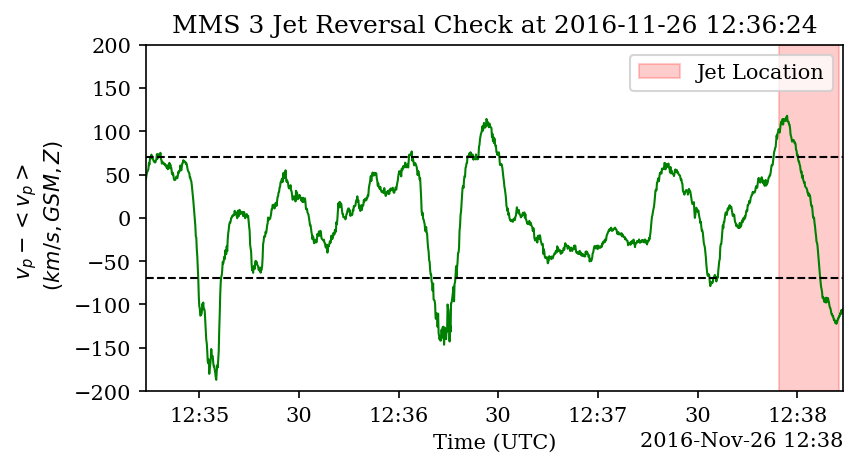 MMS 3 Jet Reversal Check at 2016-11-26 12:36:24
Jet Location
200
150
100
50
0
−50
−100
−150
−200
v_p − < v_p >
(km/s, GSM, Z)
12:35
30
12:36
30
12:37
30
12:38
Time (UTC)
2016-Nov-26 12:38